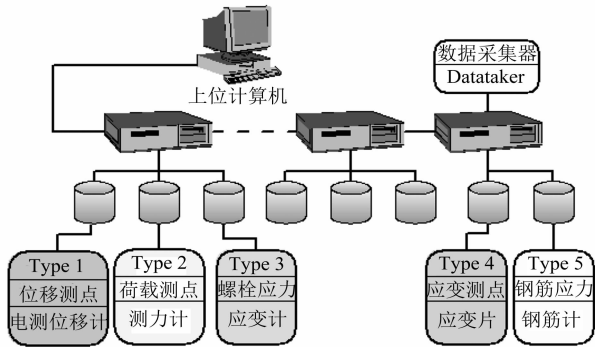 数据采集器
Datataker
上位计算机
Type 1
位移测点
电测位移计
Type 2
荷载测点
测力计
Type 3
螺栓应力
应变计
Type 4
应变测点
应变片
Type 5
钢筋应力
钢筋计